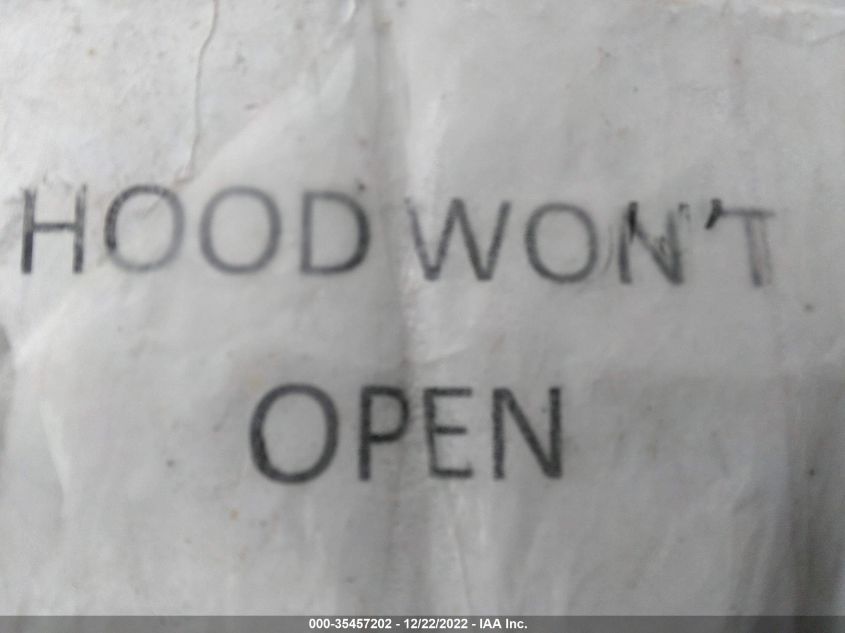 HOOD WON'T
OPEN
000-35457202 - 12/22/2022 - IAA Inc.